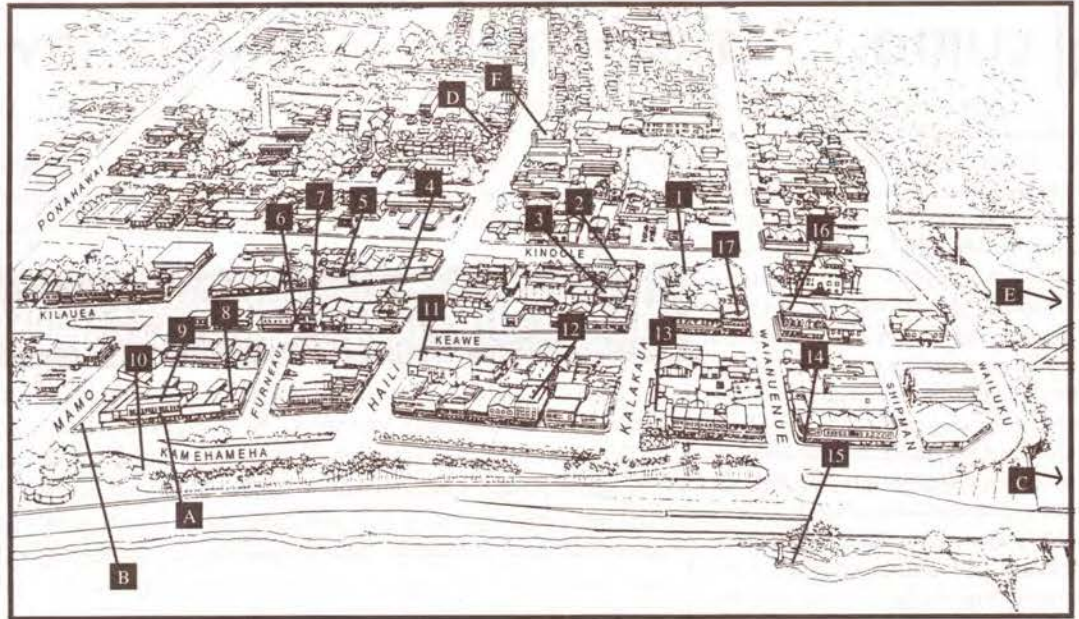 F
D
PONAHAWAI
4
7
5
6
2
1
3
16
17
KINOOLE
E
KILAUEA
11
9
8
12
13
KEAWE
10
14
MAMO
FURNEAUX
HAILI
KALAKAUA
WAIANUENUE
SHIPMAN
WAILUKU
KAMEHAMEHA
15
C
A
B